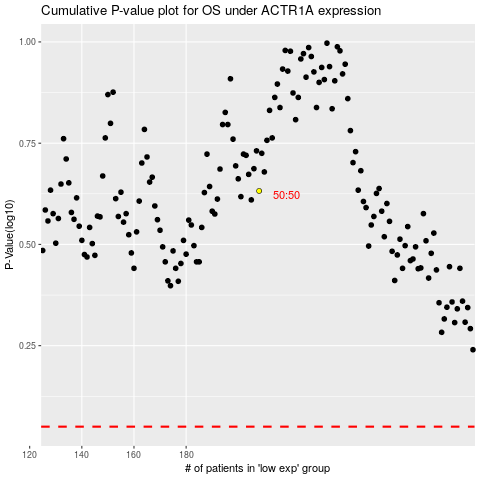 Cumulative P-value plot for OS under ACTR1A expression
P-Value(log10)
1.00
0.75
0.50
0.25
50:50
120 140 160 180
# of patients in 'low exp' group